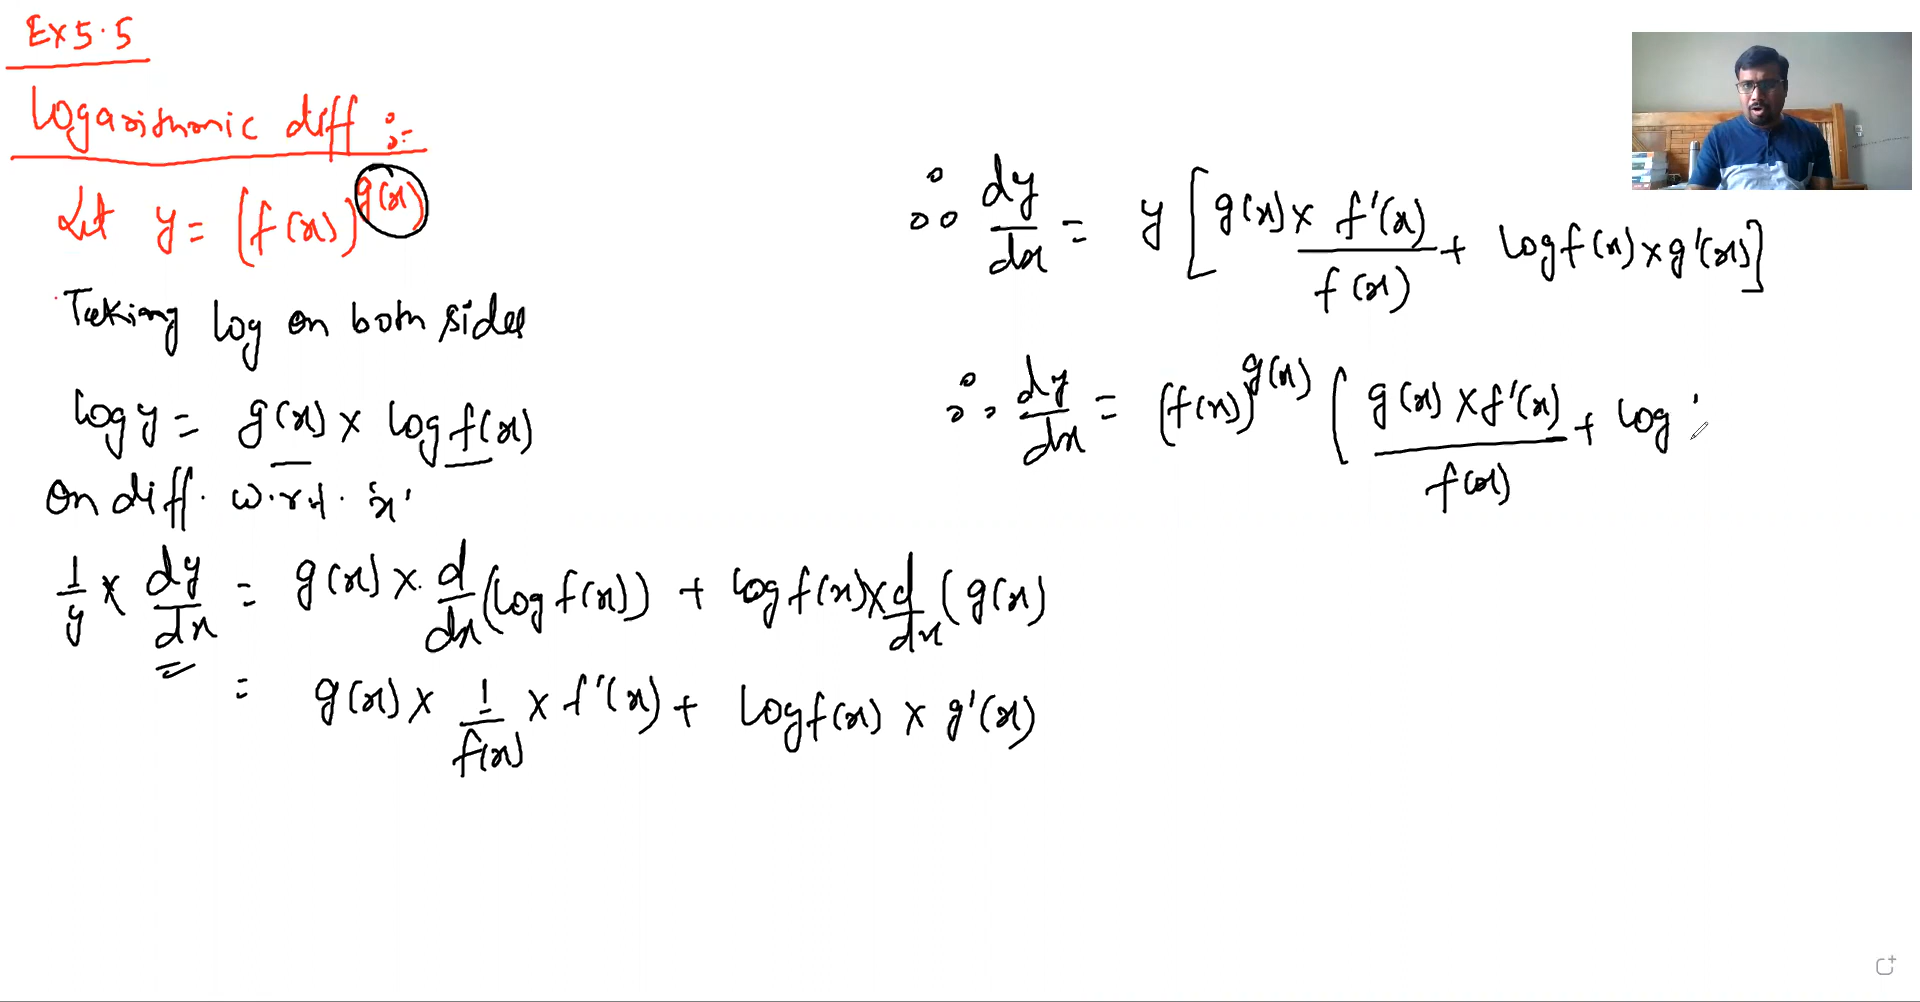 Ex 5.5
Logarithmic diff :-
Let y = (f(x))^g(x)
Taking log on both sides
log y = g(x) × log f(x)
On diff. w.r.t. 'x'
1/y × dy/dx = g(x) × d/dx (log f(x)) + log f(x) × d/dx (g(x)
= g(x) × 1/f(x) × f'(x) + log f(x) × g'(x)
∴ dy/dx = y [ g(x) × f'(x)/f(x) + log f(x) × g'(x) ]
∴ dy/dx = (f(x))^g(x) [ g(x) × f'(x)/f(x) + log